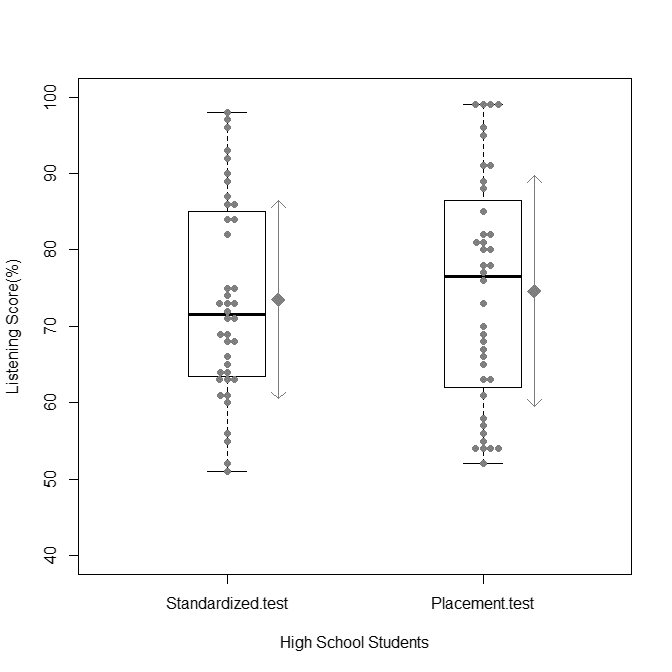 Listening Score(%)
100
90
80
70
60
50
40
Standardized.test
Placement.test
High School Students